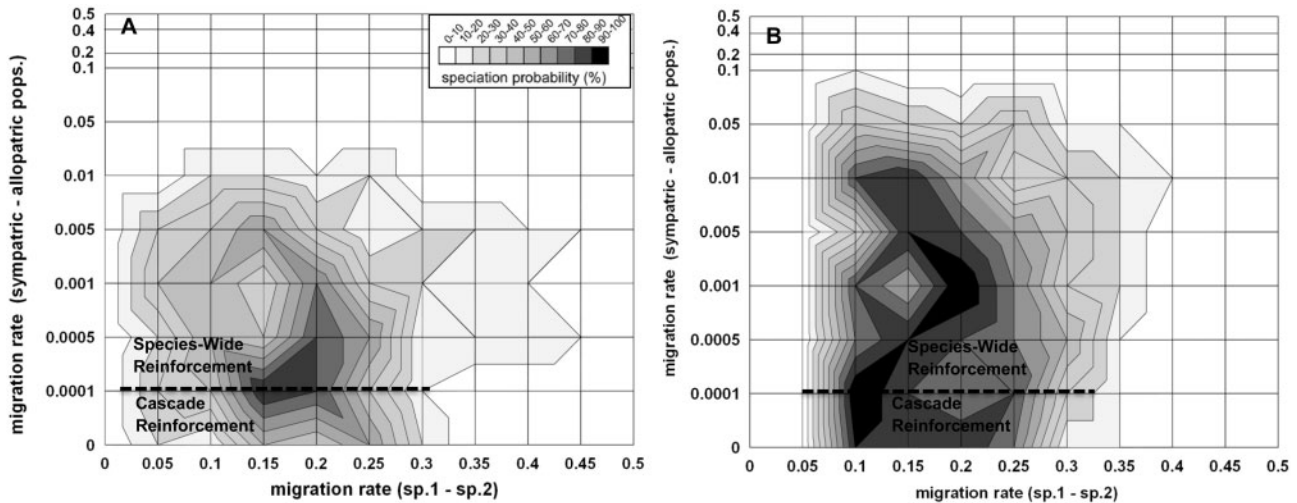 A
0-10
10-20
20-30
30-40
40-50
50-60
60-70
70-80
80-90
90-100
speciation probability (%)
migration rate (sympatric - allopatric pops.)
0.5
0.4
0.2
0.1
0.05
0.01
0.005
0.001
0.0005
0.0001
0
Species-Wide
Reinforcement
Cascade
Reinforcement
0 0.05 0.1 0.15 0.2 0.25 0.3 0.35 0.4 0.45 0.5
migration rate (sp.1 - sp.2)
B
migration rate (sympatric - allopatric pops.)
0.5
0.4
0.2
0.1
0.05
0.01
0.005
0.001
0.0005
0.0001
0
Species-Wide
Reinforcement
Cascade
Reinforcement
0 0.05 0.1 0.15 0.2 0.25 0.3 0.35 0.4 0.45 0.5
migration rate (sp.1 - sp.2)